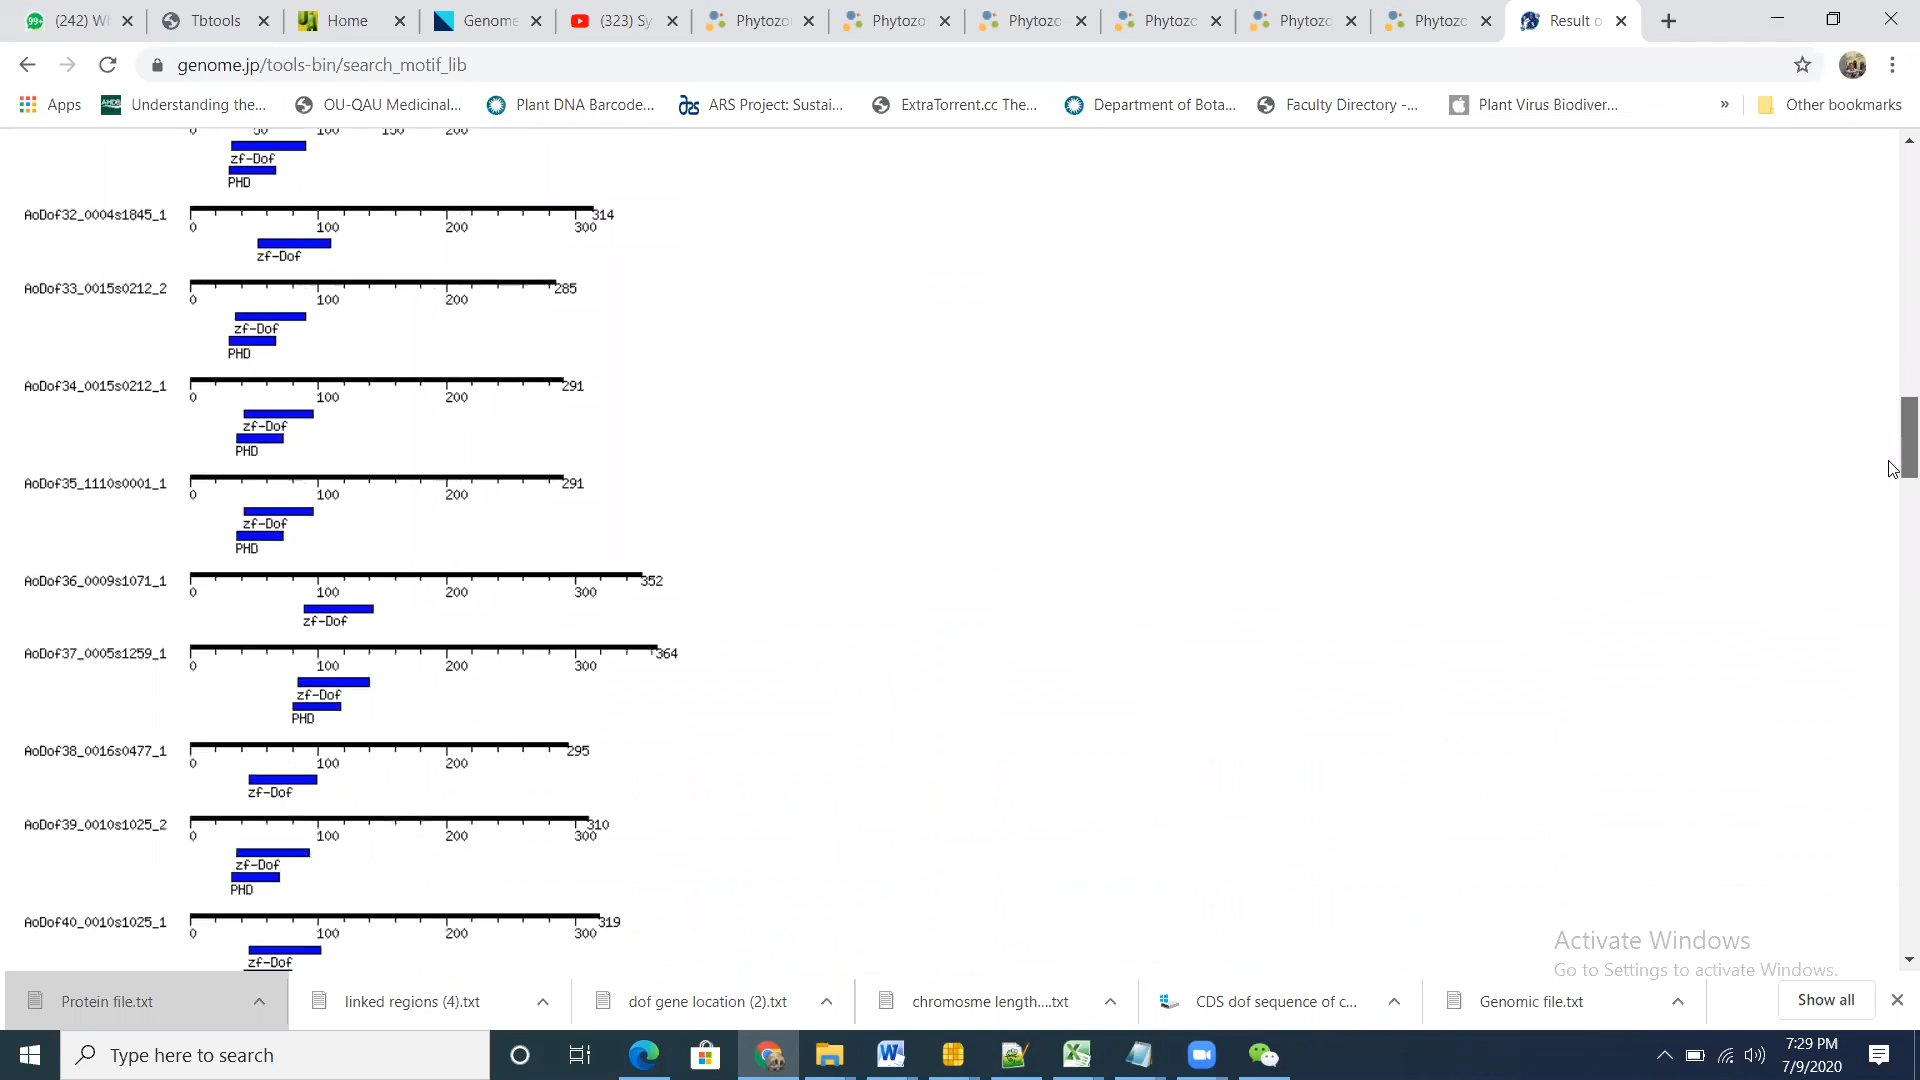 (242) W
Tbtools
Home
Genome
(323) Sy
Phytozo
Phytozo
Phytozo
Phytozo
Phytozo
Phytozo
Result o
genome.jp/tools-bin/search_motif_lib
Apps
Understanding the...
OU-QAU Medicinal...
Plant DNA Barcode...
ARS Project: Sustai...
ExtraTorrent.cc The...
Department of Bota...
Faculty Directory -...
Plant Virus Biodiver...
»
Other bookmarks
0 50 100 150 200
zf-Dof
PHD
AoDof32_0004s1845_1 314
0 100 200 300
zf-Dof
AoDof33_0015s0212_2 285
0 100 200
zf-Dof
PHD
AoDof34_0015s0212_1 291
0 100 200
zf-Dof
PHD
AoDof35_1110s0001_1 291
0 100 200
zf-Dof
PHD
AoDof36_0009s1071_1 352
0 100 200 300
zf-Dof
AoDof37_0005s1259_1 364
0 100 200 300
zf-Dof
PHD
AoDof38_0016s0477_1 295
0 100 200
zf-Dof
AoDof39_0010s1025_2 310
0 100 200 300
zf-Dof
PHD
AoDof40_0010s1025_1 319
0 100 200 300
zf-Dof
Activate Windows
Go to Settings to activate Windows.
Protein file.txt
linked regions (4).txt
dof gene location (2).txt
chromosme length....txt
CDS dof sequence of c...
Genomic file.txt
Show all
Type here to search
7:29 PM
7/9/2020